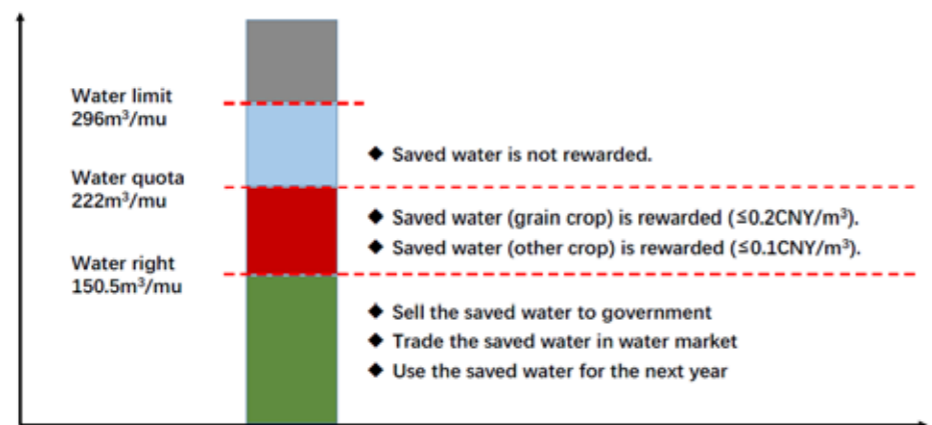 Water limit
296m³/mu
◆ Saved water is not rewarded.
Water quota
222m³/mu
◆ Saved water (grain crop) is rewarded (≤0.2CNY/m³).
◆ Saved water (other crop) is rewarded (≤0.1CNY/m³).
Water right
150.5m³/mu
◆ Sell the saved water to government
◆ Trade the saved water in water market
◆ Use the saved water for the next year